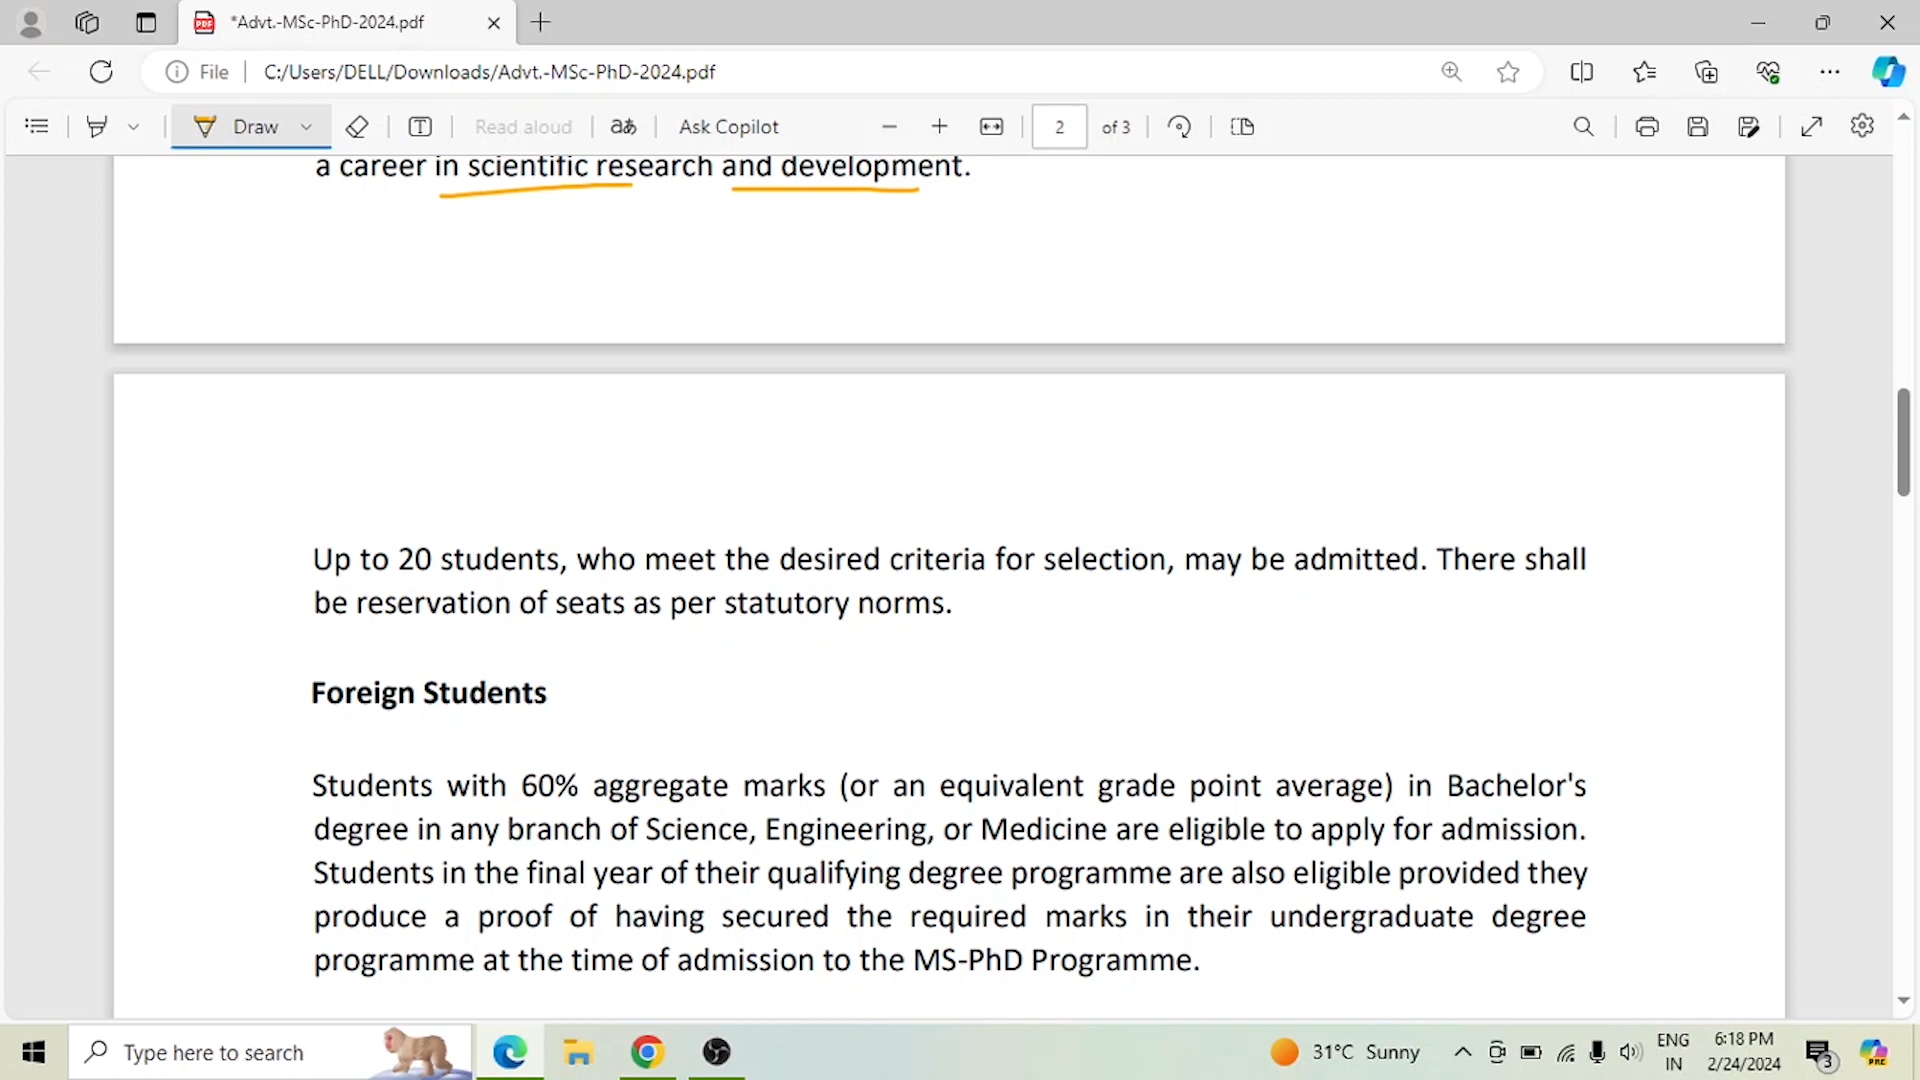 *Advt.-MSc-PhD-2024.pdf
File C:/Users/DELL/Downloads/Advt.-MSc-PhD-2024.pdf
Draw Read aloud aあ Ask Copilot 2 of 3
a career in scientific research and development.
Up to 20 students, who meet the desired criteria for selection, may be admitted. There shall
be reservation of seats as per statutory norms.
Foreign Students
Students with 60% aggregate marks (or an equivalent grade point average) in Bachelor's
degree in any branch of Science, Engineering, or Medicine are eligible to apply for admission.
Students in the final year of their qualifying degree programme are also eligible provided they
produce a proof of having secured the required marks in their undergraduate degree
programme at the time of admission to the MS-PhD Programme.
Type here to search
31°C Sunny
ENG
IN
6:18 PM
2/24/2024
3
PRE